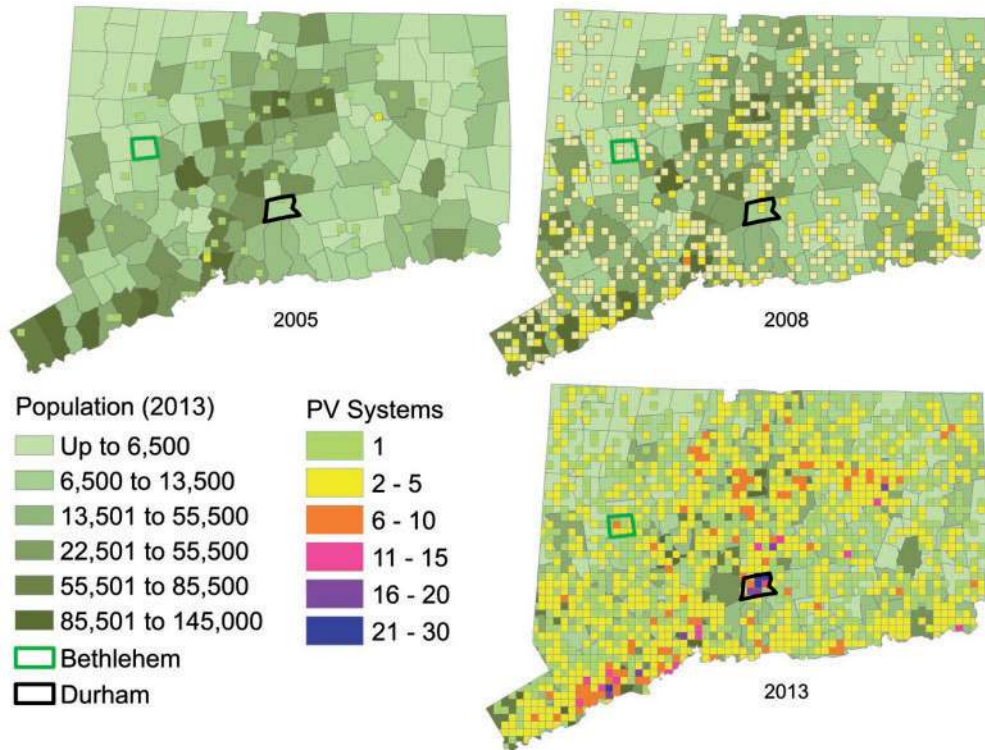 2005
2008
Population (2013)
Up to 6,500
6,500 to 13,500
13,501 to 55,500
22,501 to 55,500
55,501 to 85,500
85,501 to 145,000
Bethlehem
Durham
PV Systems
1
2 - 5
6 - 10
11 - 15
16 - 20
21 - 30
2013